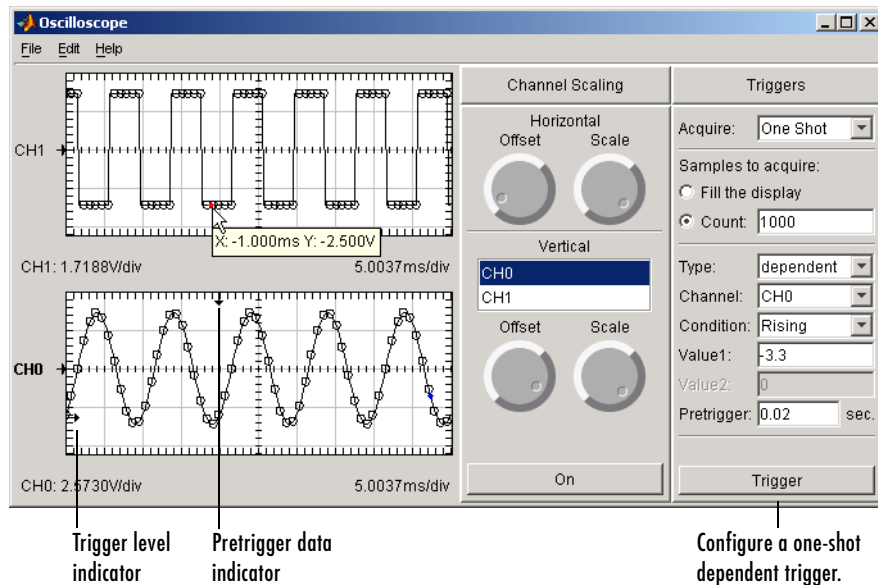 Oscilloscope
File Edit Help
CH1
X: -1.000ms Y: -2.500V
CH1: 1.7188V/div 5.0037ms/div
CH0
CH0: 2.5730V/div 5.0037ms/div
Channel Scaling
Horizontal
Offset Scale
Vertical
CH0
CH1
Offset Scale
On
Triggers
Acquire: One Shot
Samples to acquire:
Fill the display
Count: 1000
Type: dependent
Channel: CH0
Condition: Rising
Value1: -3.3
Value2: 0
Pretrigger: 0.02 sec.
Trigger
Trigger level
indicator
Pretrigger data
indicator
Configure a one-shot
dependent trigger.